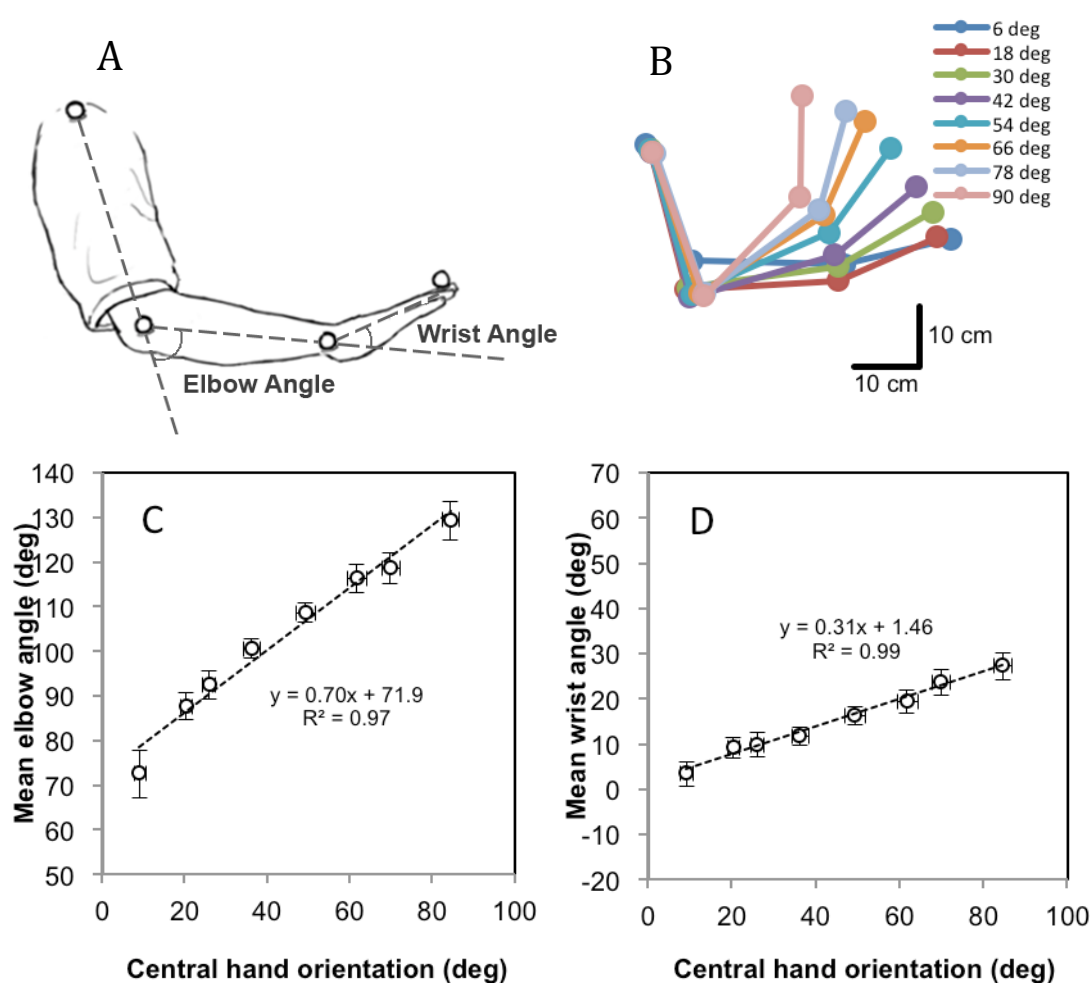 A
Wrist Angle
Elbow Angle
B
6 deg
18 deg
30 deg
42 deg
54 deg
66 deg
78 deg
90 deg
10 cm
10 cm
C
Mean elbow angle (deg)
140
130
120
110
100
90
80
70
60
50
y = 0.70x + 71.9
R² = 0.97
0
20
40
60
80
100
Central hand orientation (deg)
D
Mean wrist angle (deg)
70
60
50
40
30
20
10
0
-10
-20
y = 0.31x + 1.46
R² = 0.99
0
20
40
60
80
100
Central hand orientation (deg)